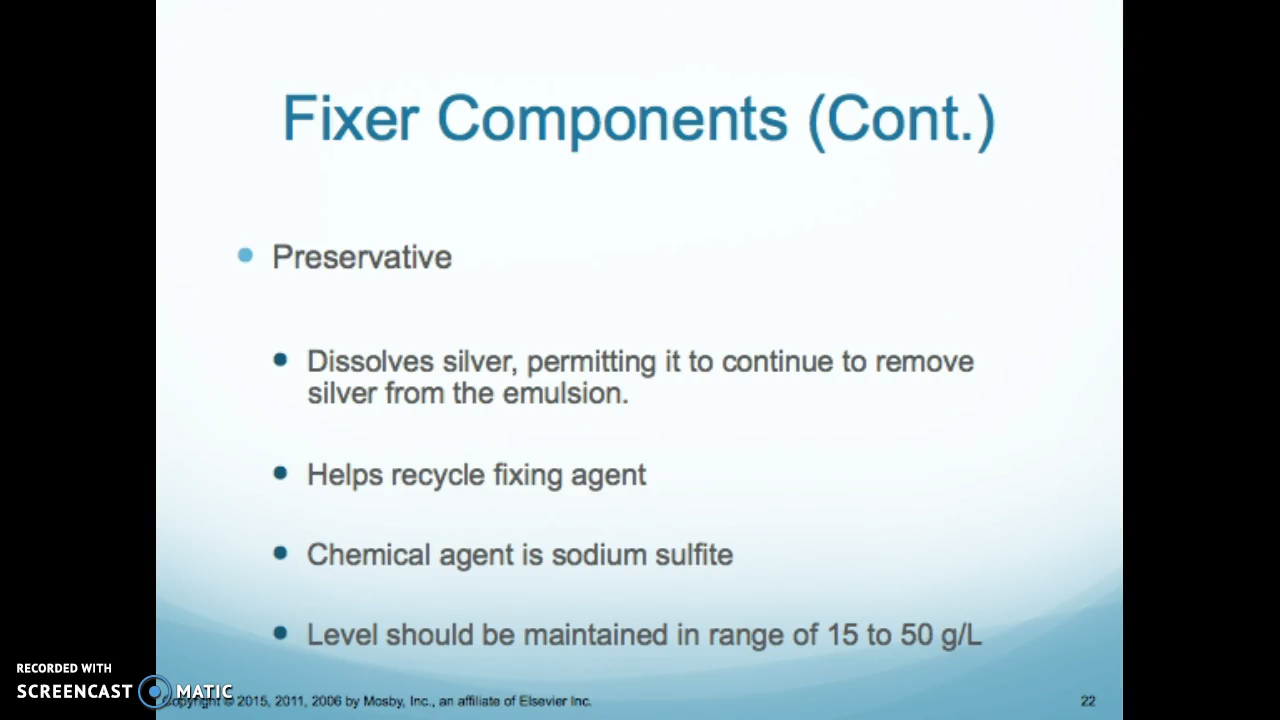 Fixer Components (Cont.)
Preservative
Dissolves silver, permitting it to continue to remove
silver from the emulsion.
Helps recycle fixing agent
Chemical agent is sodium sulfite
Level should be maintained in range of 15 to 50 g/L
RECORDED WITH
SCREENCAST MATIC
Copyright © 2015, 2011, 2006 by Mosby, Inc., an affiliate of Elsevier Inc.
22